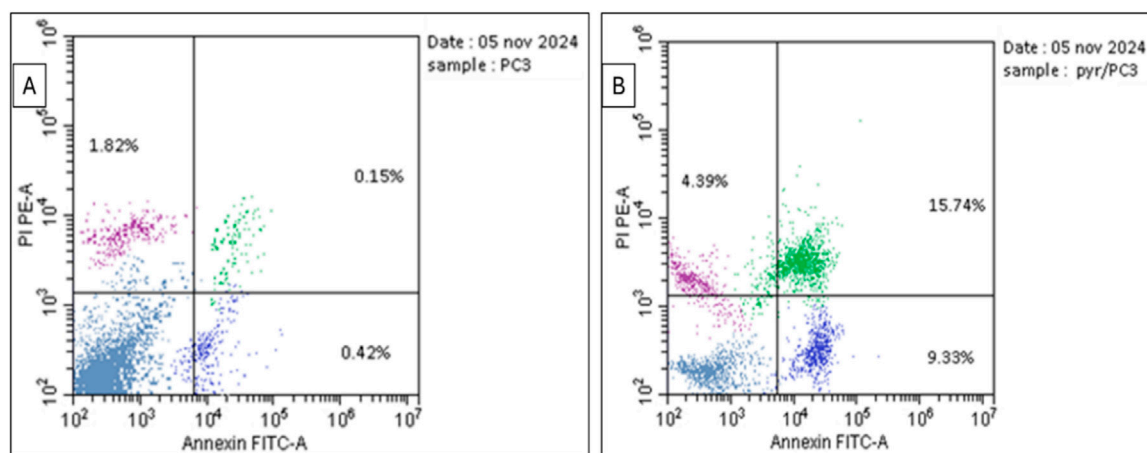 A
Date : 05 nov 2024
sample : PC3
1.82%
0.15%
0.42%
PI PE-A
10^6
10^5
10^4
10^3
10^2
10^2 10^3 10^4 10^5 10^6 10^7
Annexin FITC-A
B
Date : 05 nov 2024
sample : pyr/PC3
4.39%
15.74%
9.33%
PI PE-A
10^6
10^5
10^4
10^3
10^2
10^2 10^3 10^4 10^5 10^6 10^7
Annexin FITC-A